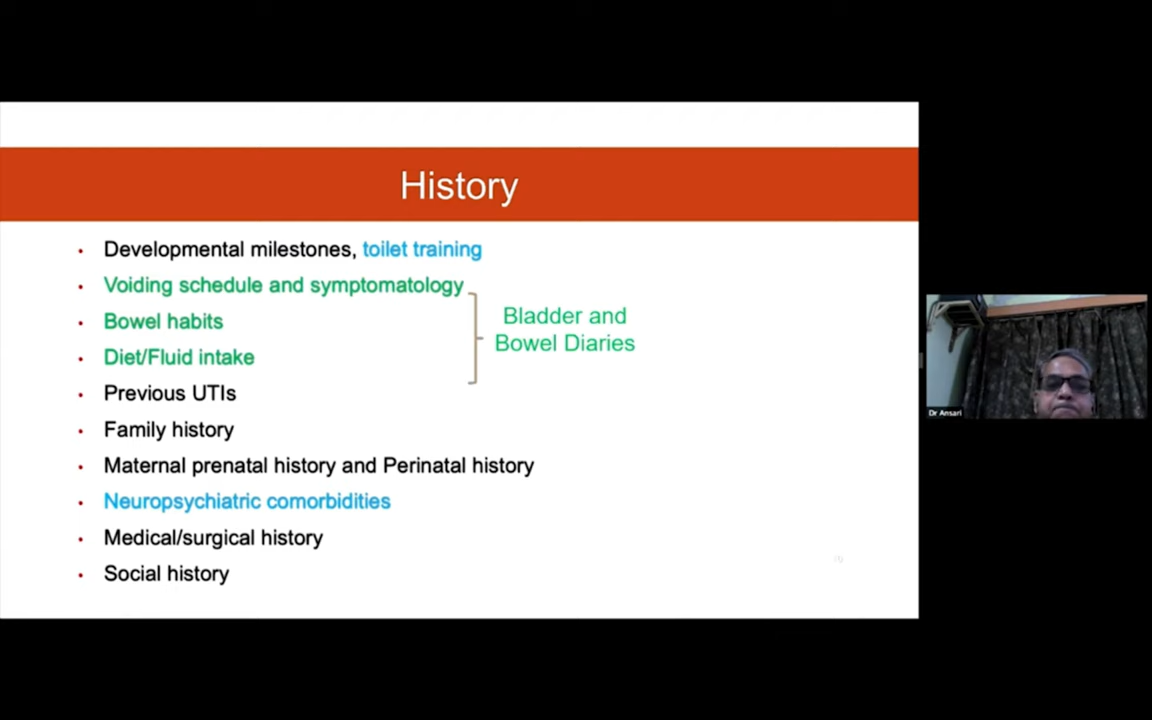 History
Developmental milestones, toilet training
Voiding schedule and symptomatology
Bowel habits
Diet/Fluid intake
Bladder and
Bowel Diaries
Previous UTIs
Family history
Maternal prenatal history and Perinatal history
Neuropsychiatric comorbidities
Medical/surgical history
Social history
Dr Ansari